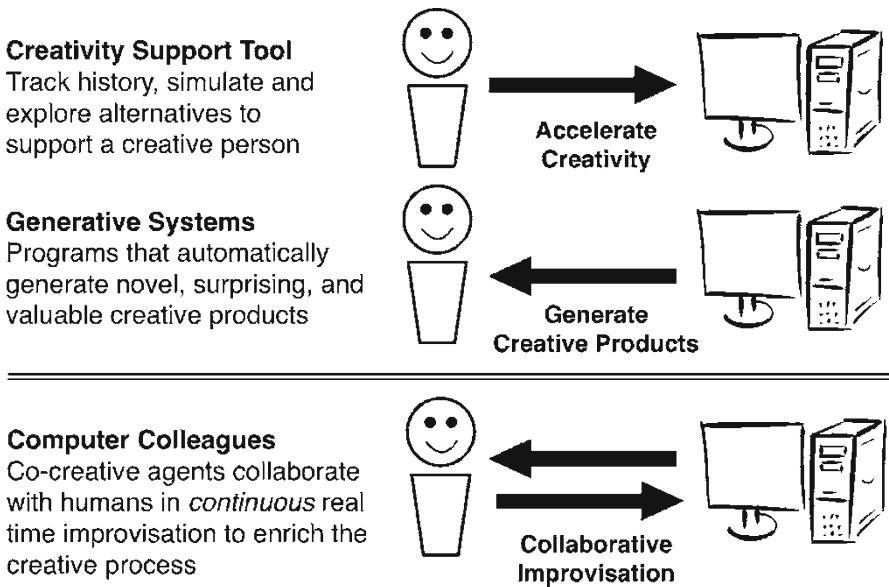 Creativity Support Tool
Track history, simulate and
explore alternatives to
support a creative person
Accelerate
Creativity
Generative Systems
Programs that automatically
generate novel, surprising, and
valuable creative products
Generate
Creative Products
Computer Colleagues
Co-creative agents collaborate
with humans in continuous real
time improvisation to enrich the
creative process
Collaborative
Improvisation